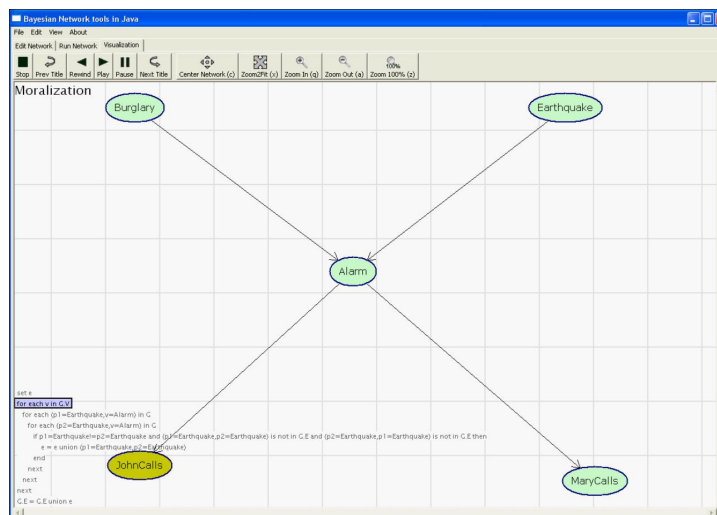 Bayesian Network tools in Java
File Edit View About
Edit Network Run Network Visualization
Stop Prev Title Rewind Play Pause Next Title Center Network (c) Zoom2Fit (x) Zoom In (q) Zoom Out (a) 100% Zoom 100% (z)
Moralization
Burglary
Earthquake
Alarm
set e
for each v in G.V
for each (p1=Earthquake,v=Alarm) in G
for each (p2=Earthquake,v=Alarm) in G
if p1=Earthquake!=p2=Earthquake and (p1=Earthquake,p2=Earthquake) is not in G.E and (p2=Earthquake,p1=Earthquake) is not in G.E then
e = e union (p1=Earthquake,p2=Earthquake)
end
next
next
next
G.E = G.E union e
JohnCalls
MaryCalls